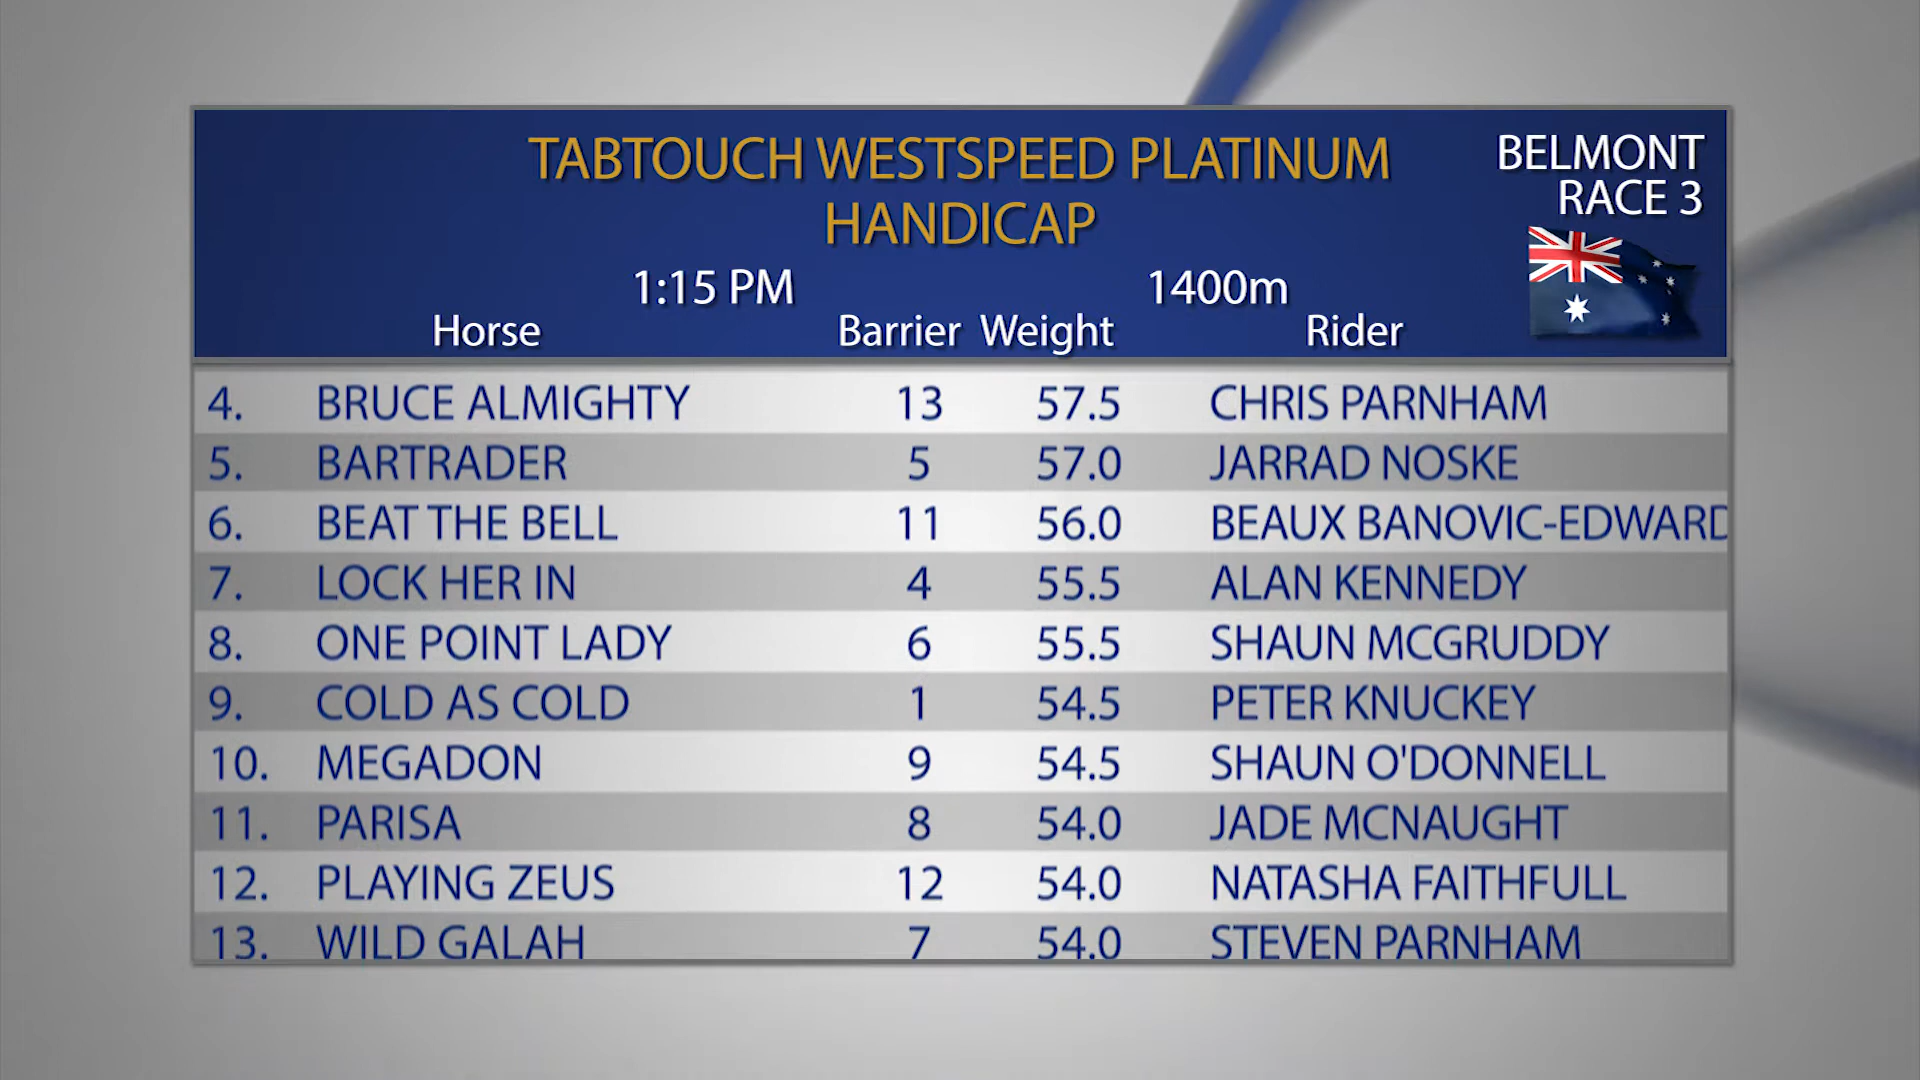 TABTOUCH WESTSPEED PLATINUM
HANDICAP
BELMONT
RACE 3
1:15 PM 1400m
Horse Barrier Weight Rider
4. BRUCE ALMIGHTY 13 57.5 CHRIS PARNHAM
5. BARTRADER 5 57.0 JARRAD NOSKE
6. BEAT THE BELL 11 56.0 BEAUX BANOVIC-EDWARD
7. LOCK HER IN 4 55.5 ALAN KENNEDY
8. ONE POINT LADY 6 55.5 SHAUN MCGRUDDY
9. COLD AS COLD 1 54.5 PETER KNUCKEY
10. MEGADON 9 54.5 SHAUN O'DONNELL
11. PARISA 8 54.0 JADE MCNAUGHT
12. PLAYING ZEUS 12 54.0 NATASHA FAITHFULL
13. WILD GALAH 7 54.0 STEVEN PARNHAM